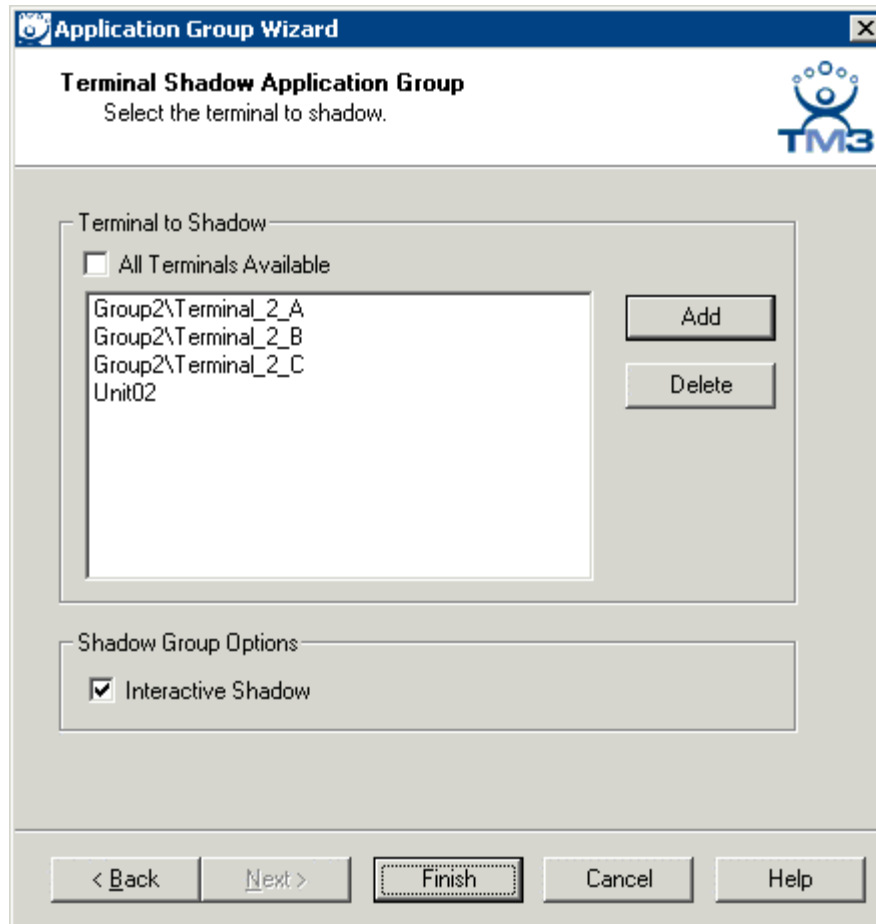 Application Group Wizard
Terminal Shadow Application Group
Select the terminal to shadow.
TM3
Terminal to Shadow
All Terminals Available
Group2\Terminal_2_A
Group2\Terminal_2_B
Group2\Terminal_2_C
Unit02
Add
Delete
Shadow Group Options
Interactive Shadow
< Back
Next >
Finish
Cancel
Help